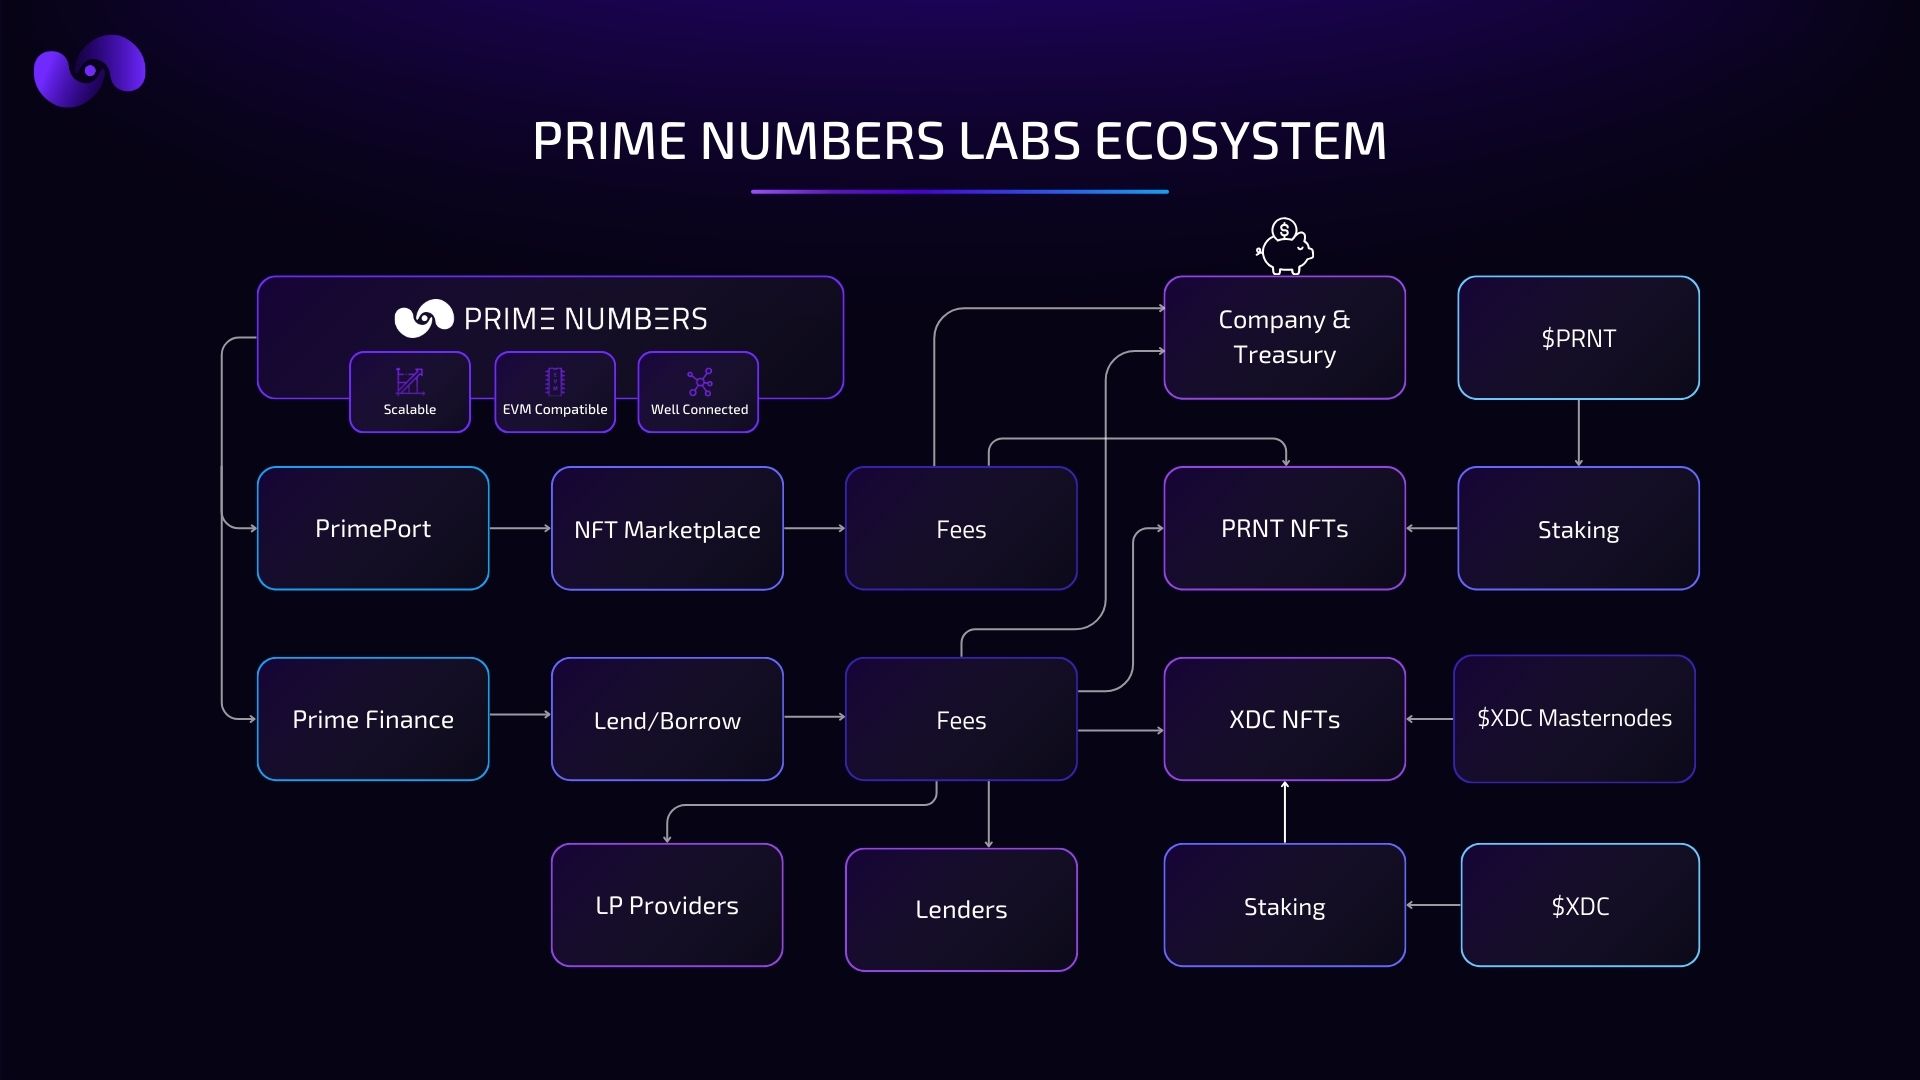 PRIME NUMBERS LABS ECOSYSTEM
$
PRIME NUMBERS
Scalable
EVM Compatible
Well Connected
Company &
Treasury
$PRNT
PrimePort
NFT Marketplace
Fees
PRNT NFTs
Staking
Prime Finance
Lend/Borrow
Fees
XDC NFTs
$XDC Masternodes
LP Providers
Lenders
Staking
$XDC